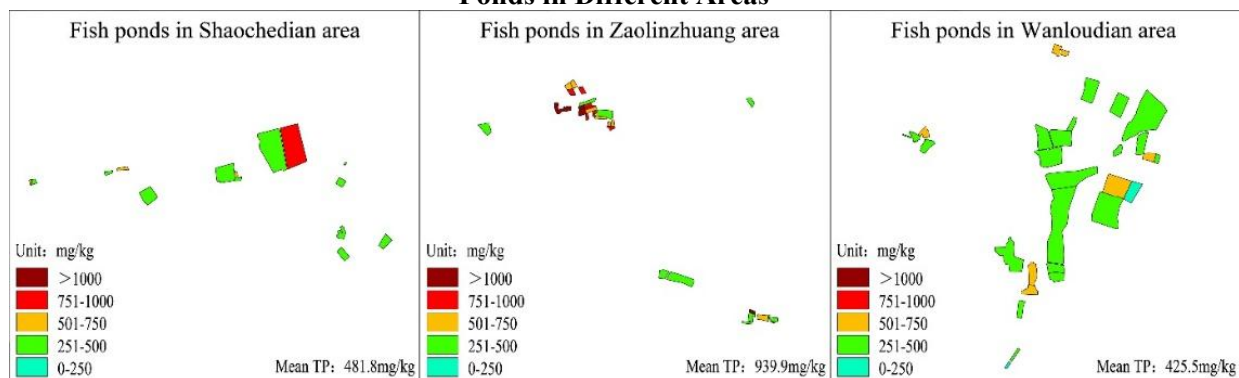 Ponds in Different Areas
Fish ponds in Shaochedian area
Unit: mg/kg
>1000
751-1000
501-750
251-500
0-250
Mean TP: 481.8mg/kg
Fish ponds in Zaolinzhuang area
Unit: mg/kg
>1000
751-1000
501-750
251-500
0-250
Mean TP: 939.9mg/kg
Fish ponds in Wanloudian area
Unit: mg/kg
>1000
751-1000
501-750
251-500
0-250
Mean TP: 425.5mg/kg